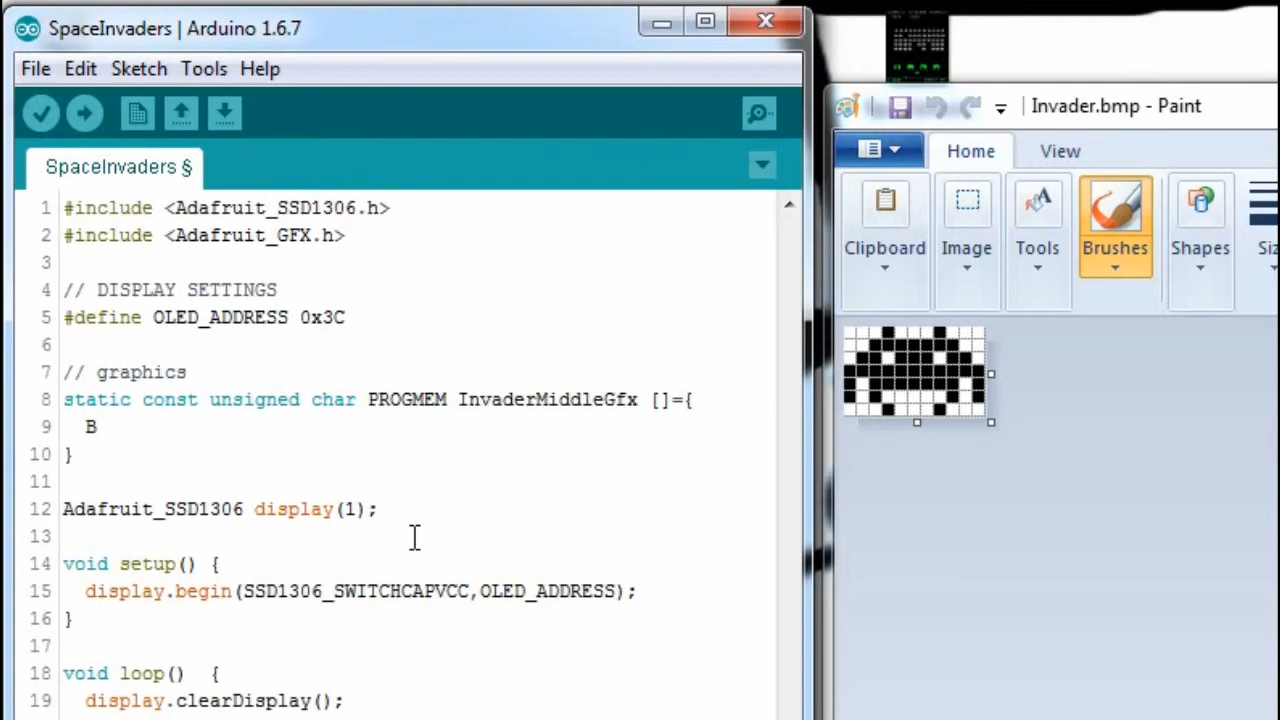 SpaceInvaders | Arduino 1.6.7
File Edit Sketch Tools Help
SpaceInvaders §
1 #include <Adafruit_SSD1306.h>
2 #include <Adafruit_GFX.h>
3
4 // DISPLAY SETTINGS
5 #define OLED_ADDRESS 0x3C
6
7 // graphics
8 static const unsigned char PROGMEM InvaderMiddleGfx []={
9 B
10 }
11
12 Adafruit_SSD1306 display(1);
13
14 void setup() {
15 display.begin(SSD1306_SWITCHCAPVCC,OLED_ADDRESS);
16 }
17
18 void loop() {
19 display.clearDisplay();
Invader.bmp - Paint
Home View
Clipboard Image Tools Brushes Shapes